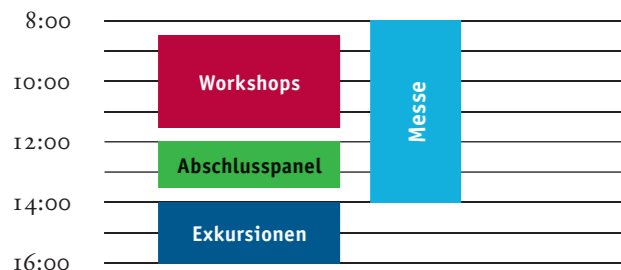 8:00
10:00
12:00
14:00
16:00
Workshops
Abschlusspanel
Exkursionen
Messe